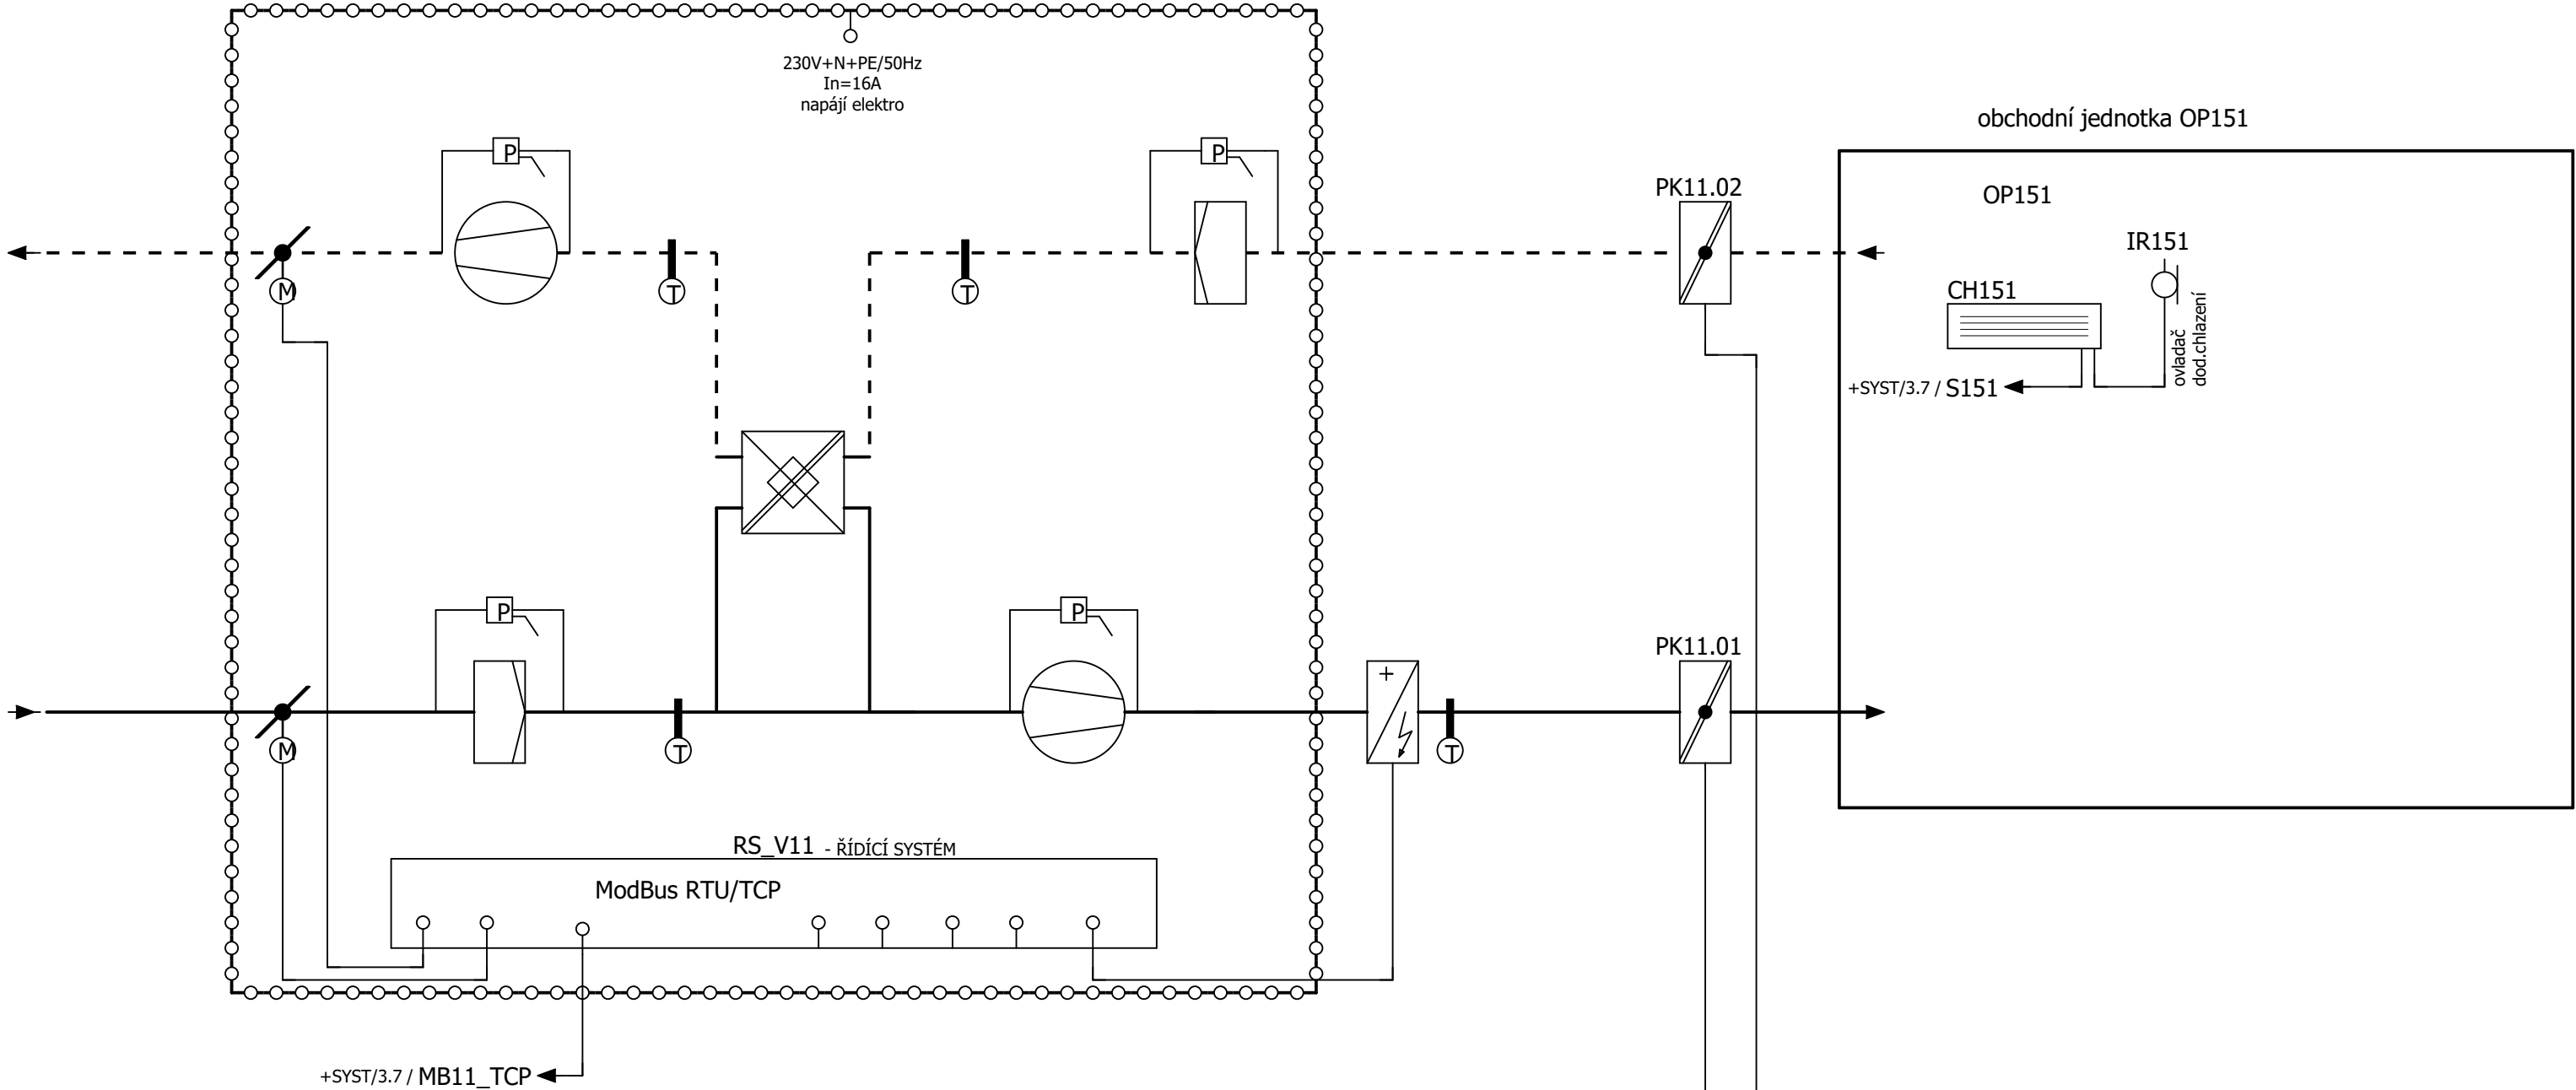 230V+N+PE/50Hz
In=16A
napájí elektro
obchodní jednotka OP151
P
P
PK11.02
OP151
IR151
M
T
T
CH151
ovladač
dod.chlazení
+SYST/3.7 / S151
P
P
PK11.01
+
M
T
T
RS_V11 - ŘÍDÍCÍ SYSTÉM
ModBus RTU/TCP
+SYST/3.7 / MB11_TCP